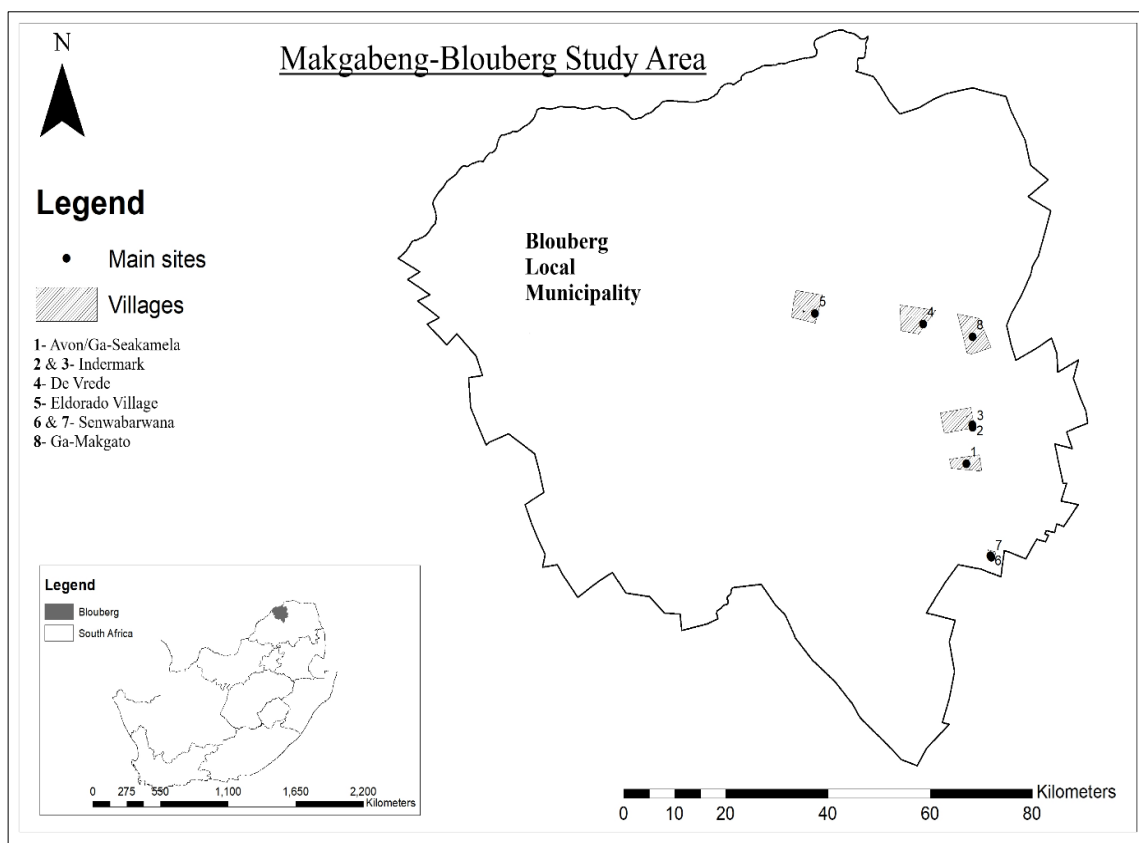 N
Makgabeng-Blouberg Study Area
Legend
Main sites
Villages
1- Avon/Ga-Seakamela
2 & 3- Indermark
4- De Vrede
5- Eldorado Village
6 & 7- Senwabarwana
8- Ga-Makgato
Blouberg
Local
Municipality
5
4
8
3
2
1
7
6
Legend
Blouberg
South Africa
0 275 550 1,100 1,650 2,200
Kilometers
Kilometers
0 10 20 40 60 80